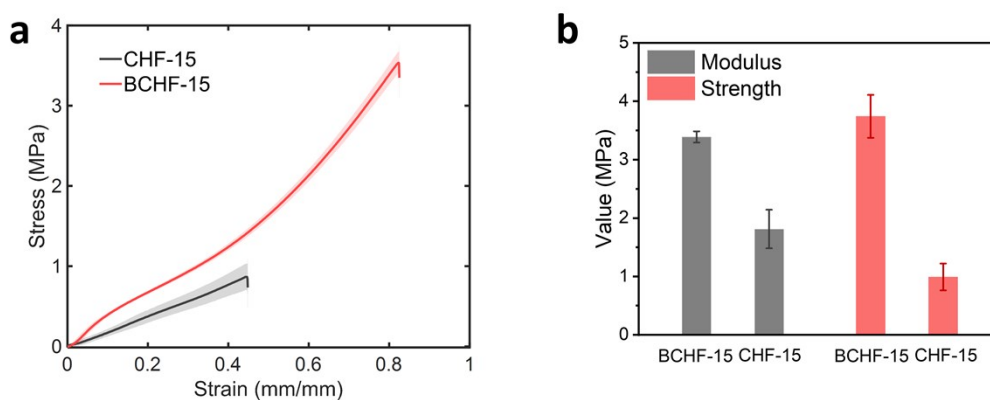 a
4
3
2
1
0
Stress (MPa)
CHF-15
BCHF-15
0 0.2 0.4 0.6 0.8 1
Strain (mm/mm)
b
5
4
3
2
1
0
Value (MPa)
Modulus
Strength
BCHF-15 CHF-15 BCHF-15 CHF-15